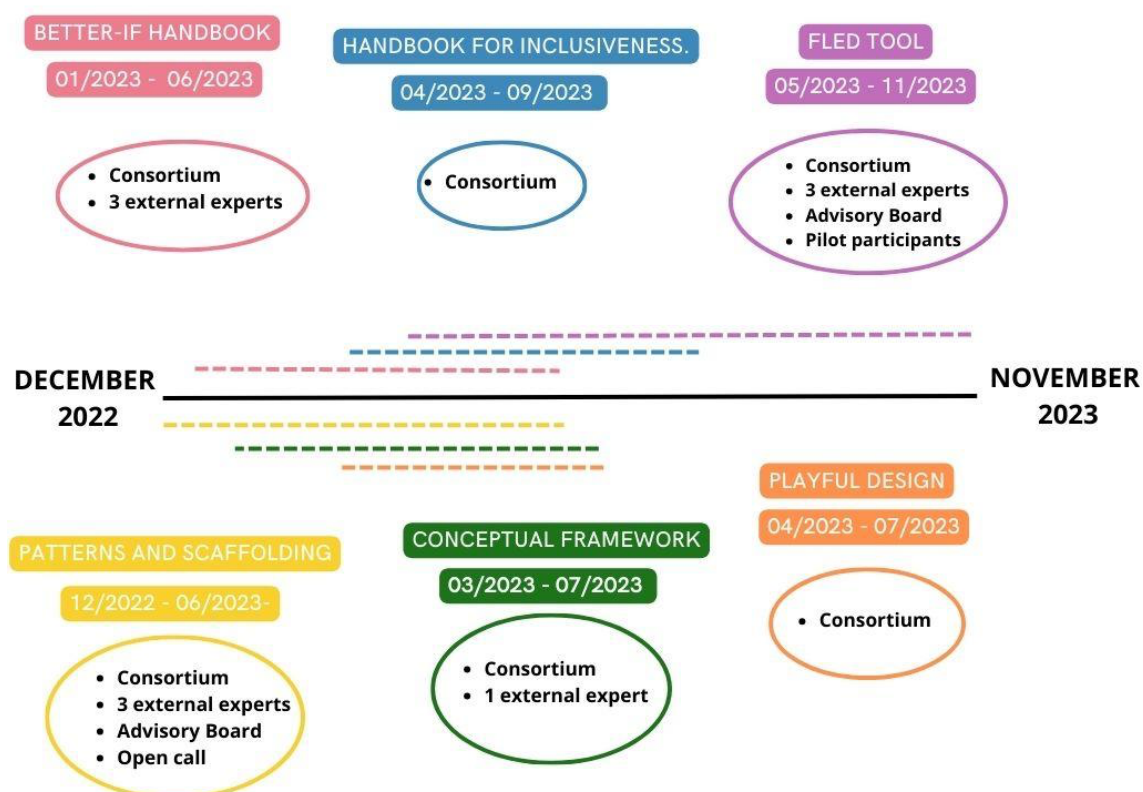 BETTER-IF HANDBOOK
01/2023 - 06/2023
• Consortium
• 3 external experts
HANDBOOK FOR INCLUSIVENESS.
04/2023 - 09/2023
• Consortium
FLED TOOL
05/2023 - 11/2023
• Consortium
• 3 external experts
• Advisory Board
• Pilot participants
DECEMBER
2022
NOVEMBER
2023
PATTERNS AND SCAFFOLDING
12/2022 - 06/2023-
• Consortium
• 3 external experts
• Advisory Board
• Open call
CONCEPTUAL FRAMEWORK
03/2023 - 07/2023
• Consortium
• 1 external expert
PLAYFUL DESIGN
04/2023 - 07/2023
• Consortium